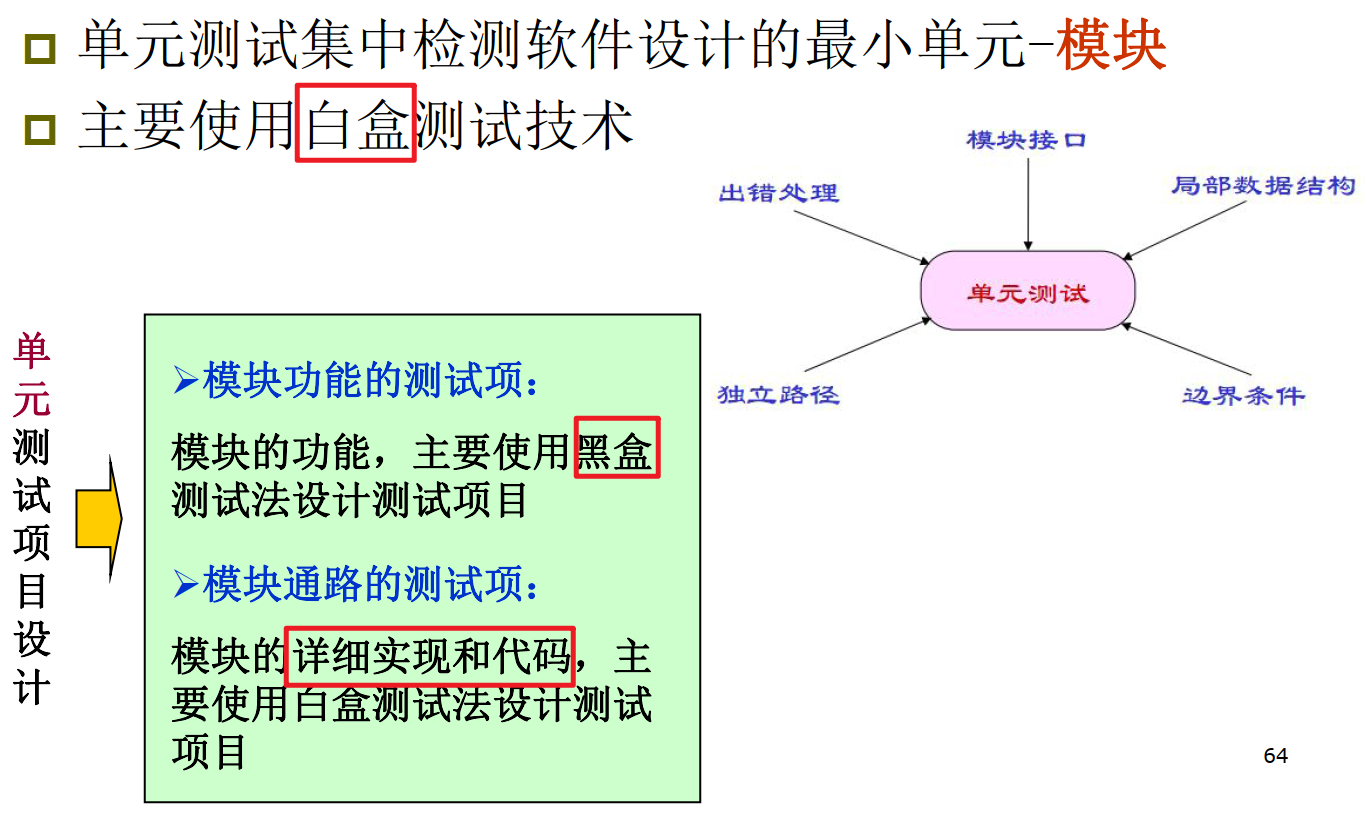 单元测试集中检测软件设计的最小单元-模块
主要使用白盒测试技术
模块接口
出错处理
局部数据结构
单元测试
独立路径
边界条件
单元测试项目设计
➢模块功能的测试项：
模块的功能，主要使用黑盒
测试法设计测试项目
➢模块通路的测试项：
模块的详细实现和代码，主
要使用白盒测试法设计测试
项目
64